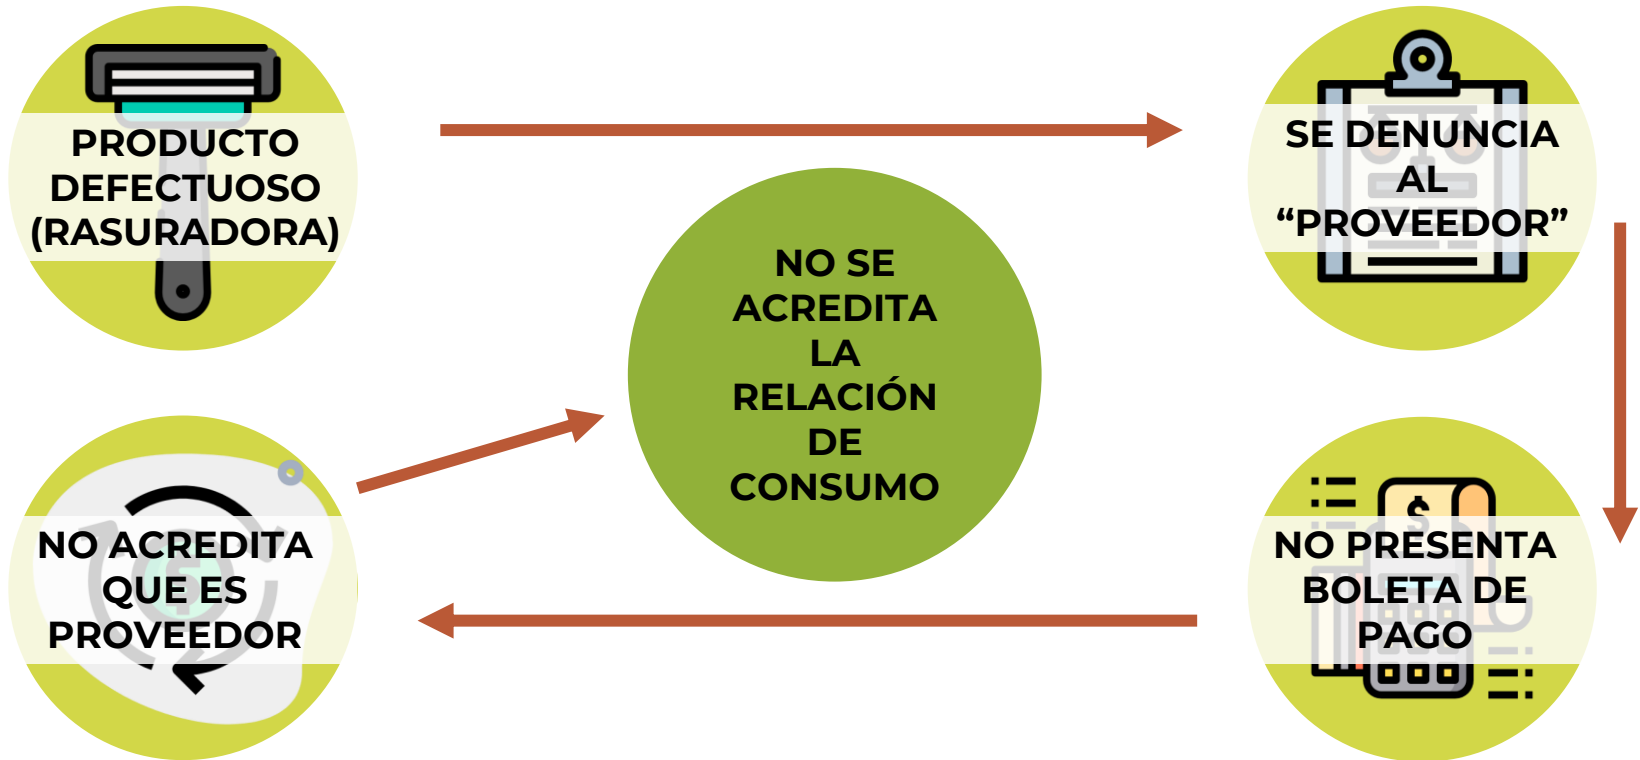 PRODUCTO
DEFECTUOSO
(RASURADORA)
SE DENUNCIA
AL
“PROVEEDOR”
NO PRESENTA
BOLETA DE
PAGO
NO ACREDITA
QUE ES
PROVEEDOR
NO SE
ACREDITA
LA
RELACIÓN
DE
CONSUMO